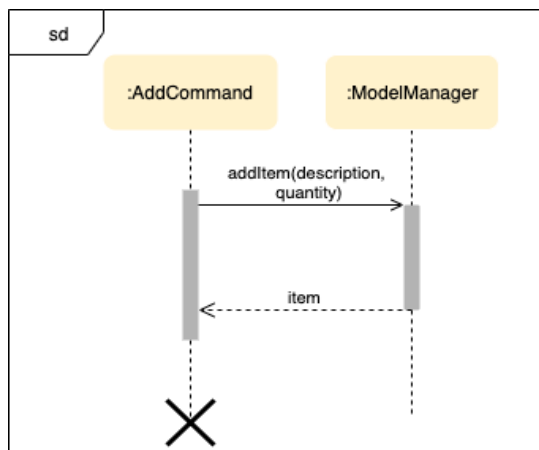 sd
:AddCommand
:ModelManager
addItem(description,
quantity)
item